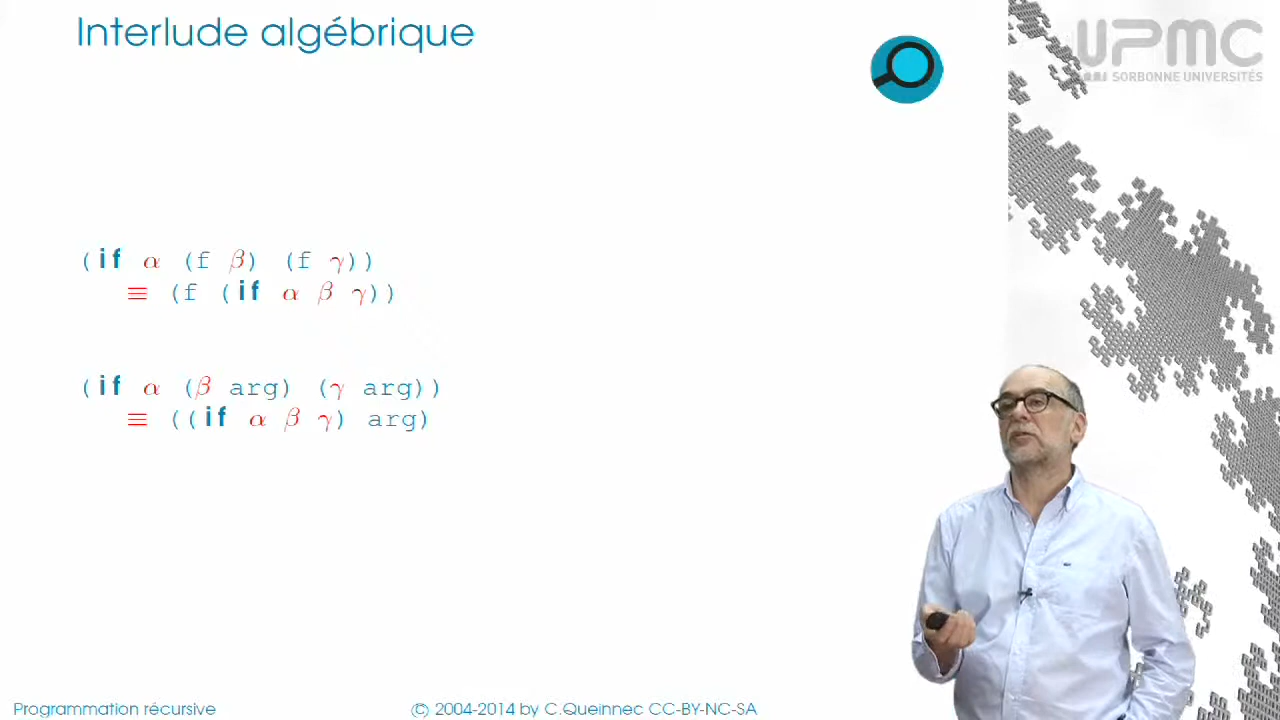 Interlude algébrique
UPMC
SORBONNE UNIVERSITÉS
(if α (f β) (f γ))
≡ (f (if α β γ))
(if α (β arg) (γ arg))
≡ ((if α β γ) arg)
Programmation récursive
© 2004-2014 by C.Queinnec CC-BY-NC-SA